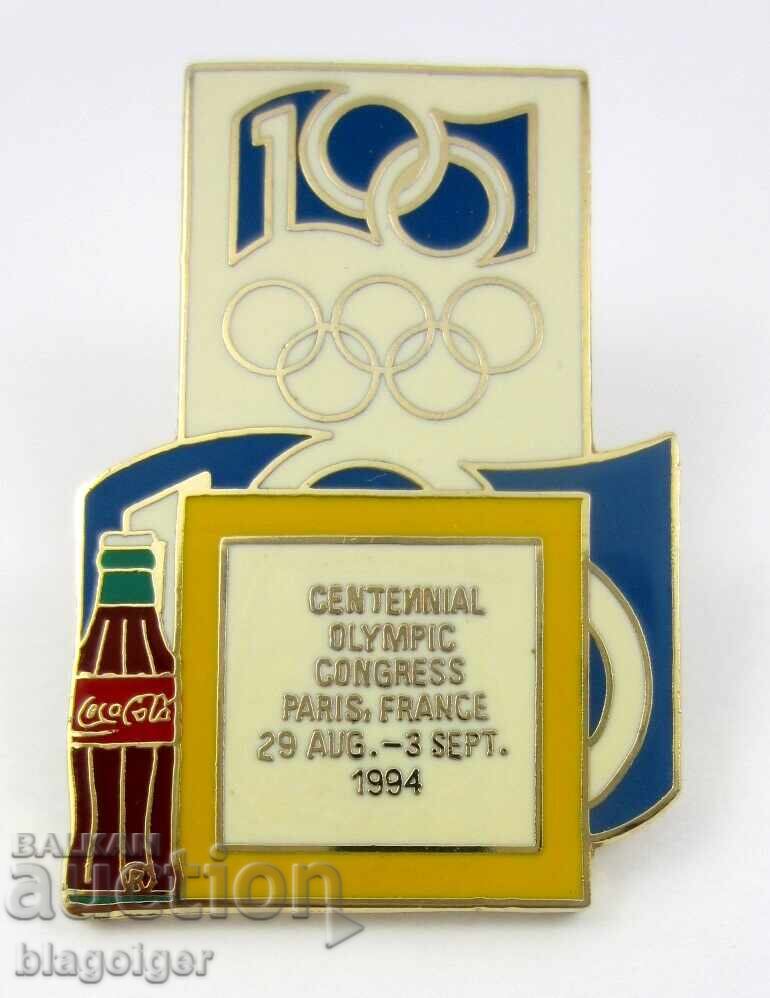 100
CENTENNIAL
OLYMPIC
CONGRESS
PARIS, FRANCE
29 AUG. – 3 SEPT.
1994
Coca-Cola
BALKAN
auction
blagoiger